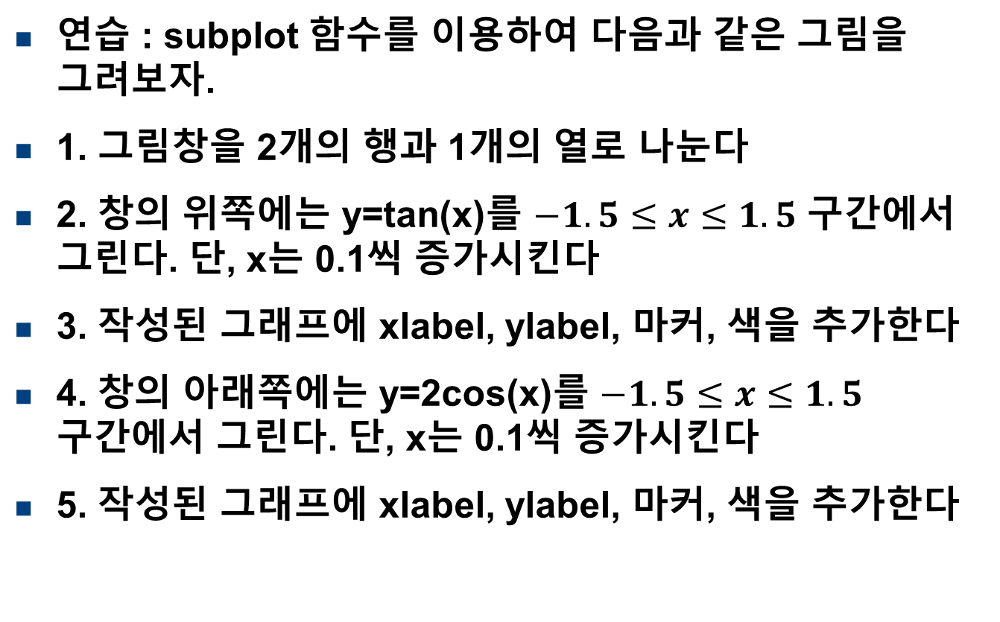 ▪ 연습 : subplot 함수를 이용하여 다음과 같은 그림을
그려보자.
▪ 1. 그림창을 2개의 행과 1개의 열로 나눈다
▪ 2. 창의 위쪽에는 y=tan(x)를 −1.5 ≤ x ≤ 1.5 구간에서
그린다. 단, x는 0.1씩 증가시킨다
▪ 3. 작성된 그래프에 xlabel, ylabel, 마커, 색을 추가한다
▪ 4. 창의 아래쪽에는 y=2cos(x)를 −1.5 ≤ x ≤ 1.5
구간에서 그린다. 단, x는 0.1씩 증가시킨다
▪ 5. 작성된 그래프에 xlabel, ylabel, 마커, 색을 추가한다